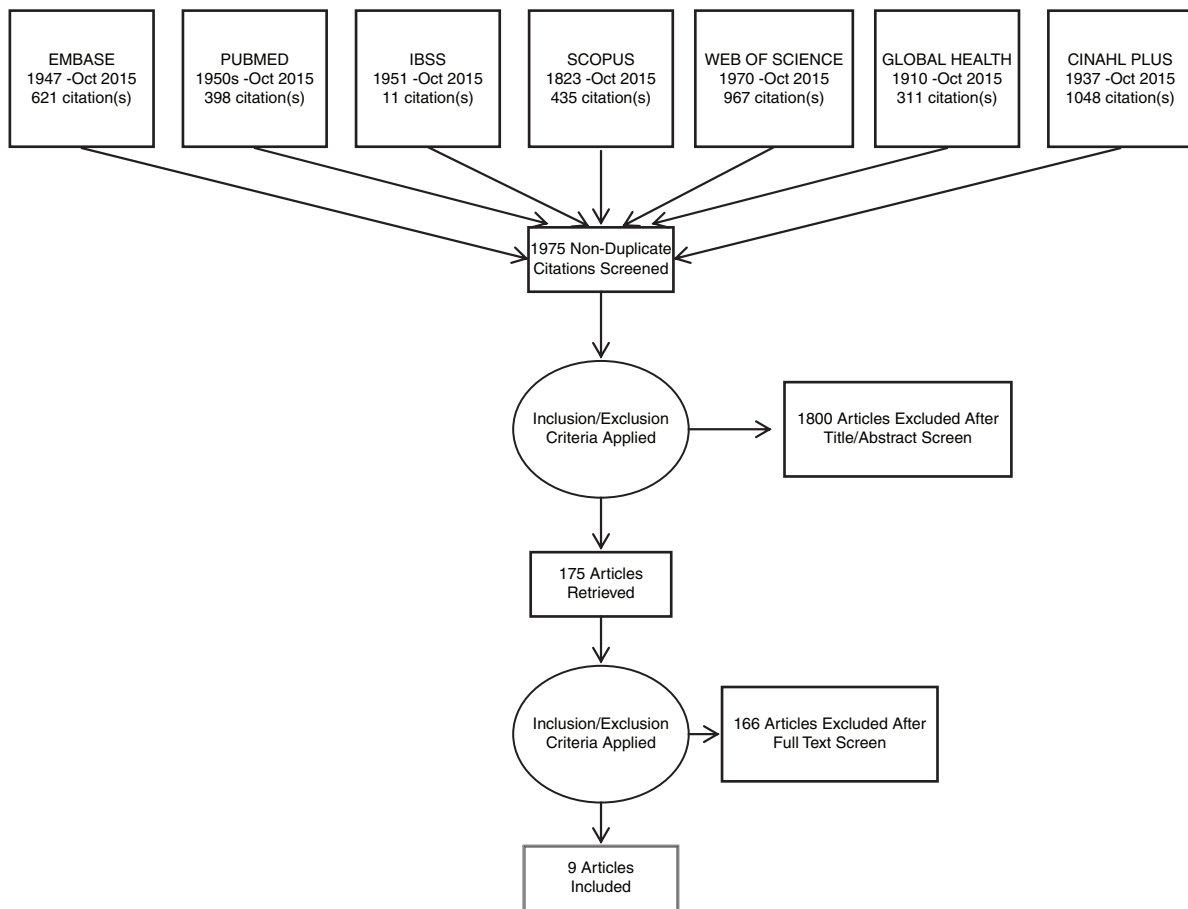 EMBASE
1947 -Oct 2015
621 citation(s)
PUBMED
1950s -Oct 2015
398 citation(s)
IBSS
1951 -Oct 2015
11 citation(s)
SCOPUS
1823 -Oct 2015
435 citation(s)
WEB OF SCIENCE
1970 -Oct 2015
967 citation(s)
GLOBAL HEALTH
1910 -Oct 2015
311 citation(s)
CINAHL PLUS
1937 -Oct 2015
1048 citation(s)
1975 Non-Duplicate
Citations Screened
Inclusion/Exclusion
Criteria Applied
1800 Articles Excluded After
Title/Abstract Screen
175 Articles
Retrieved
Inclusion/Exclusion
Criteria Applied
166 Articles Excluded After
Full Text Screen
9 Articles
Included